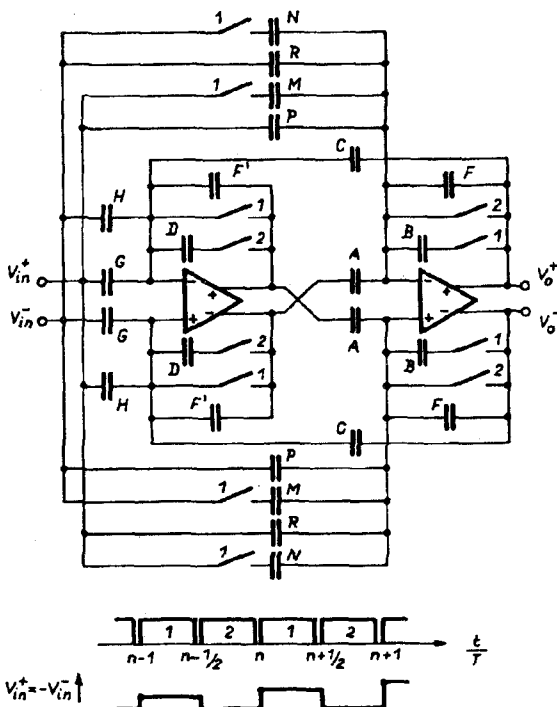 1 N
R
1 M
P
C
F' F
H
1 2
D 2 B 1
G A
V_in^+ - + - + V_o^+
V_in^- + - + - V_o^-
G A
D 2 B 1
H 1 2
F' F
C
P
1 M
R
1 N
1 2 1 2 t/T
n-1 n-1/2 n n+1/2 n+1
V_in^+=-V_in^-